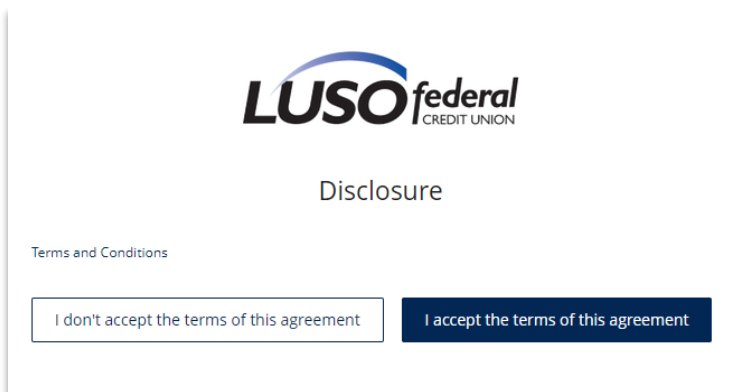 LUSO federal
CREDIT UNION
Disclosure
Terms and Conditions
I don't accept the terms of this agreement
I accept the terms of this agreement